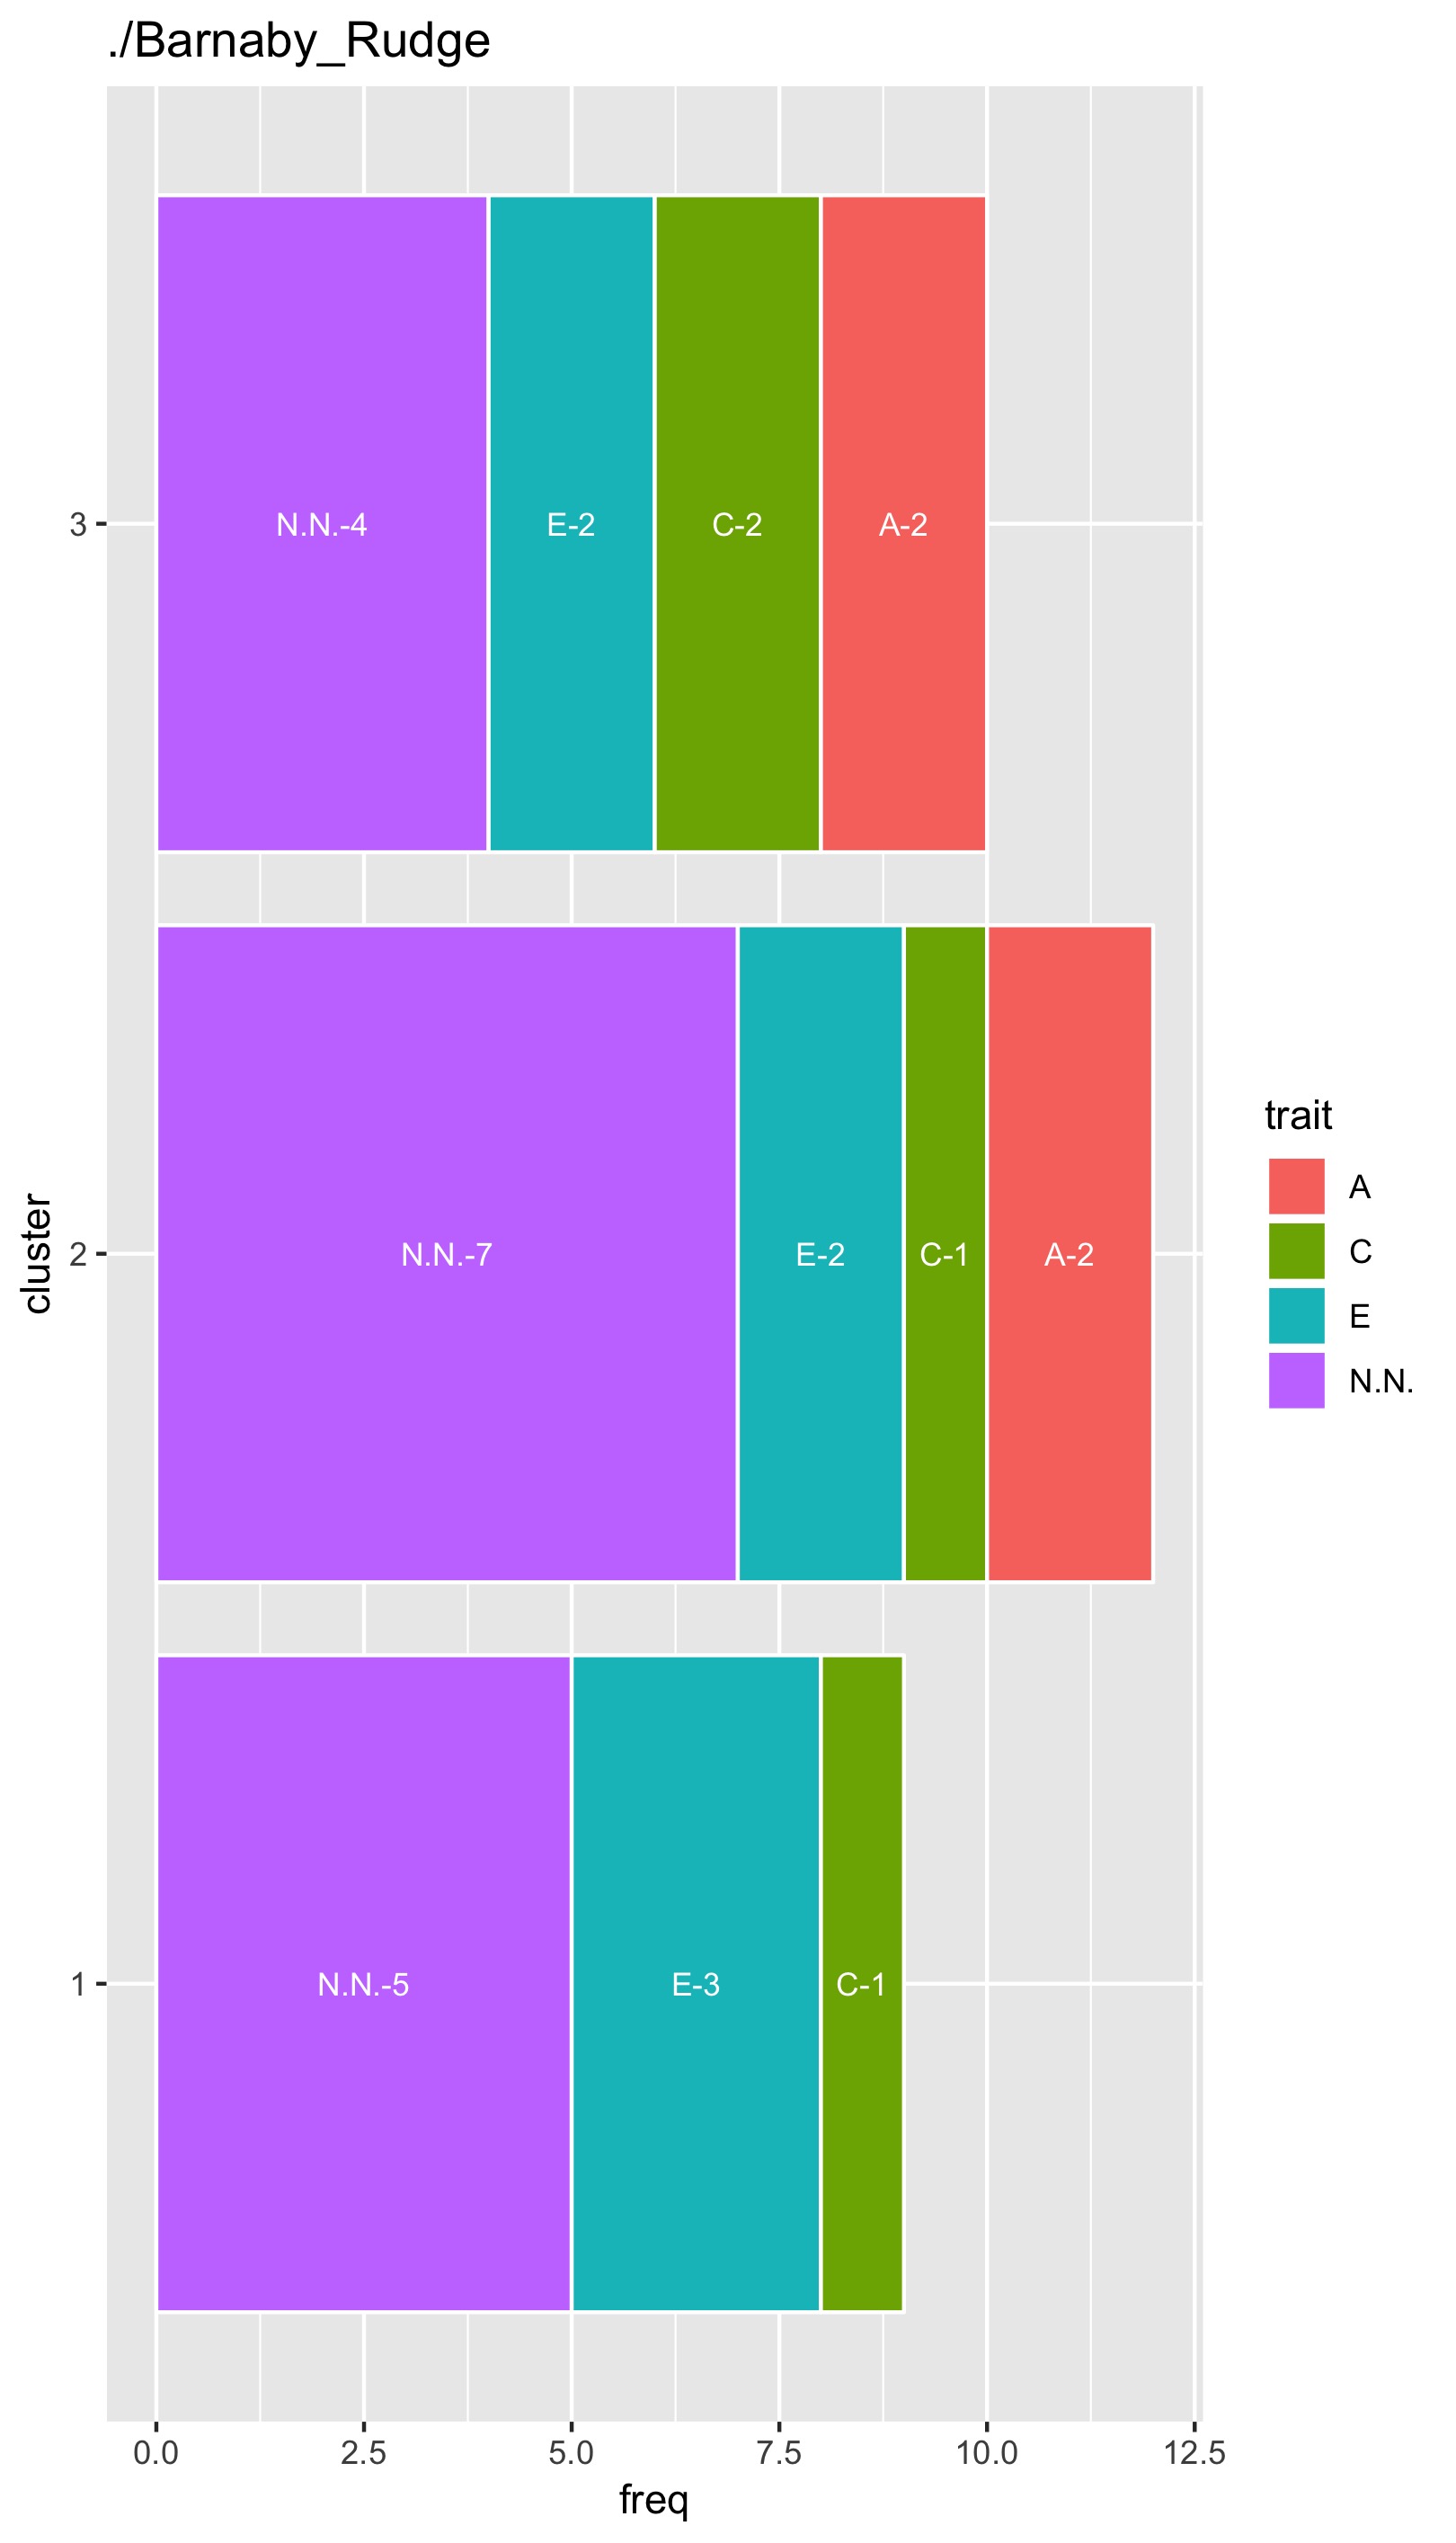 ./Barnaby_Rudge
3
N.N.-4 E-2 C-2 A-2
cluster
2
N.N.-7 E-2 C-1 A-2
1
N.N.-5 E-3 C-1
0.0 2.5 5.0 7.5 10.0 12.5
freq
trait
A
C
E
N.N.